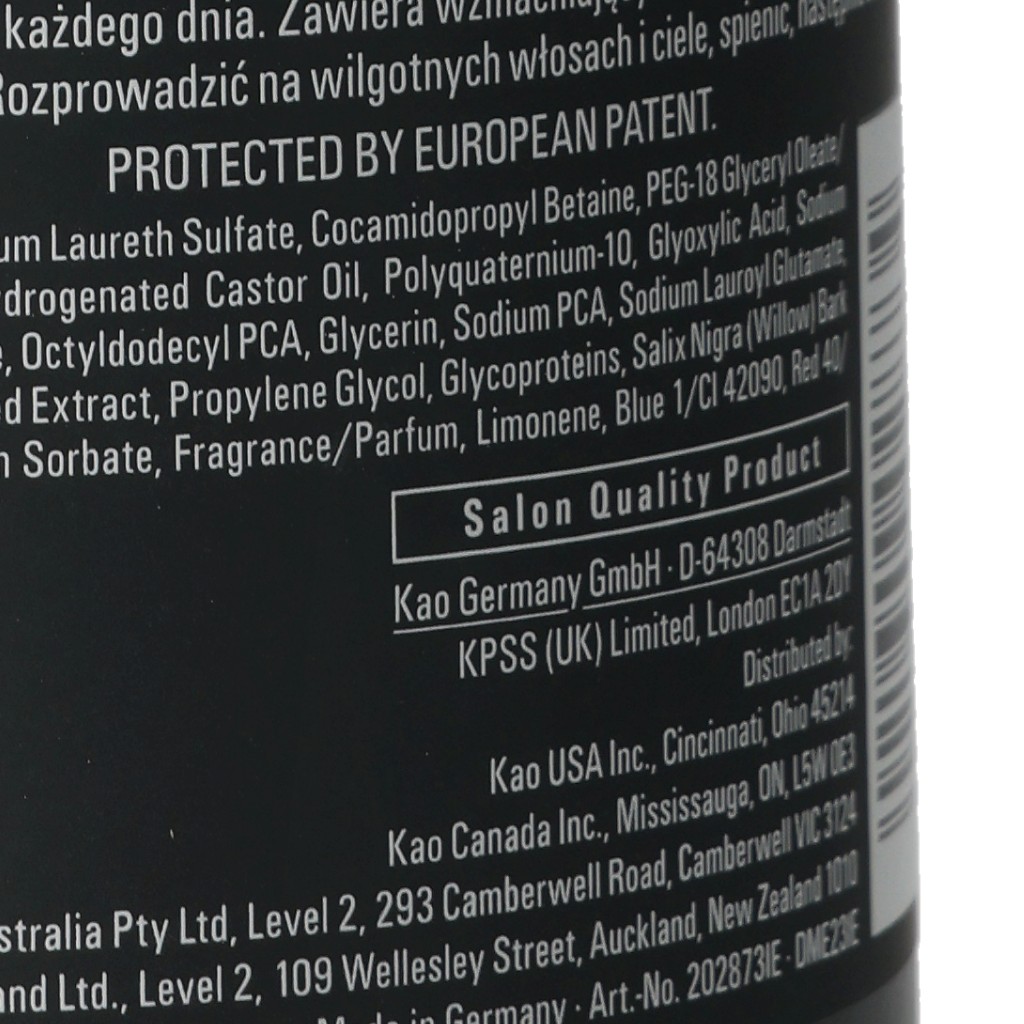 każdego dnia. Zawiera
Rozprowadzić na wilgotnych włosach i ciele, spienić,
PROTECTED BY EUROPEAN PATENT.
um Laureth Sulfate, Cocamidopropyl Betaine, PEG-18 Glyceryl Oleate/
drogenated Castor Oil, Polyquaternium-10, Glyoxylic Acid, Sodium
, Octyldodecyl PCA, Glycerin, Sodium PCA, Sodium Lauroyl Glutamate,
d Extract, Propylene Glycol, Glycoproteins, Salix Nigra (Willow) Bark
Sorbate, Fragrance/Parfum, Limonene, Blue 1/CI 42090, Red 40/
Salon Quality Product
Kao Germany GmbH · D-64308 Darmstadt
KPSS (UK) Limited, London EC1A 2DY
Distributed by:
Kao USA Inc., Cincinnati, Ohio 45214
Kao Canada Inc., Mississauga, ON, L5W 0E3
stralia Pty Ltd, Level 2, 293 Camberwell Road, Camberwell VIC 3124
and Ltd., Level 2, 109 Wellesley Street, Auckland, New Zealand 1010
Made in Germany · Art.-No. 202873IE · DME23IE